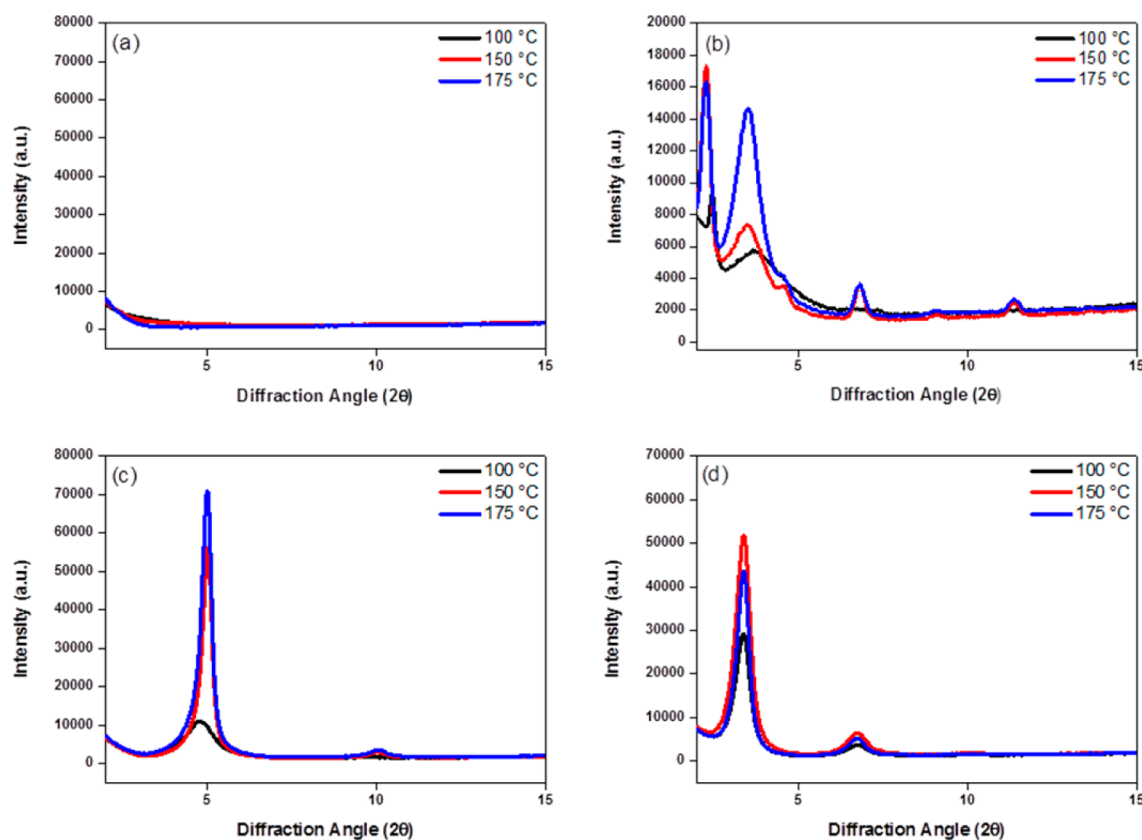 (a)
100 °C
150 °C
175 °C
80000
70000
60000
50000
40000
30000
20000
10000
0
5
10
15
Intensity (a.u.)
Diffraction Angle (2θ)
(b)
100 °C
150 °C
175 °C
20000
18000
16000
14000
12000
10000
8000
6000
4000
2000
0
5
10
15
Intensity (a.u.)
Diffraction Angle (2θ)
(c)
100 °C
150 °C
175 °C
80000
70000
60000
50000
40000
30000
20000
10000
0
5
10
15
Intensity (a.u.)
Diffraction Angle (2θ)
(d)
100 °C
150 °C
175 °C
70000
60000
50000
40000
30000
20000
10000
0
5
10
15
Intensity (a.u.)
Diffraction Angle (2θ)